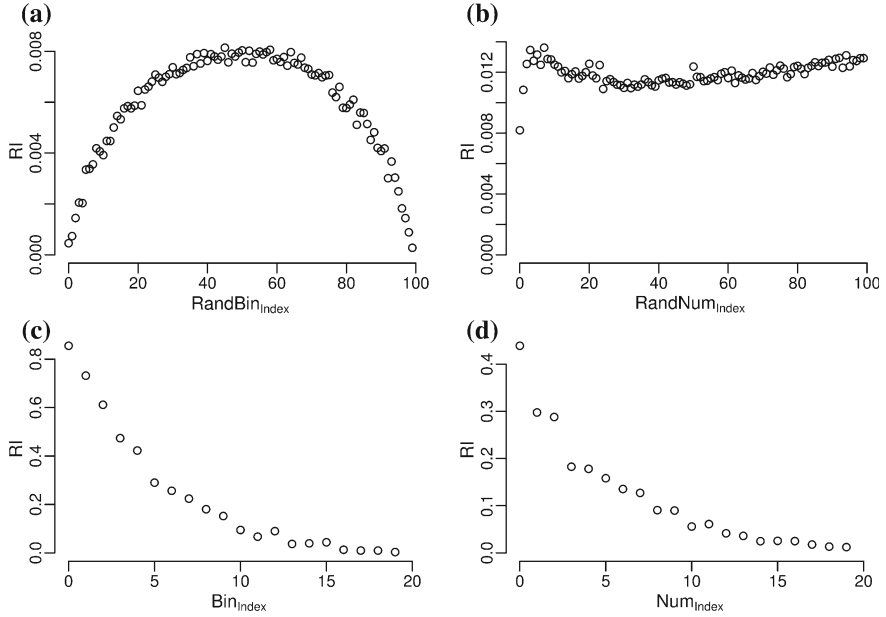 (a)
RI
0.008
0.004
0.000
0 20 40 60 80 100
RandBinIndex
(b)
RI
0.012
0.008
0.004
0.000
0 20 40 60 80 100
RandNumIndex
(c)
RI
0.8
0.6
0.4
0.2
0.0
0 5 10 15 20
BinIndex
(d)
RI
0.4
0.3
0.2
0.1
0.0
0 5 10 15 20
NumIndex